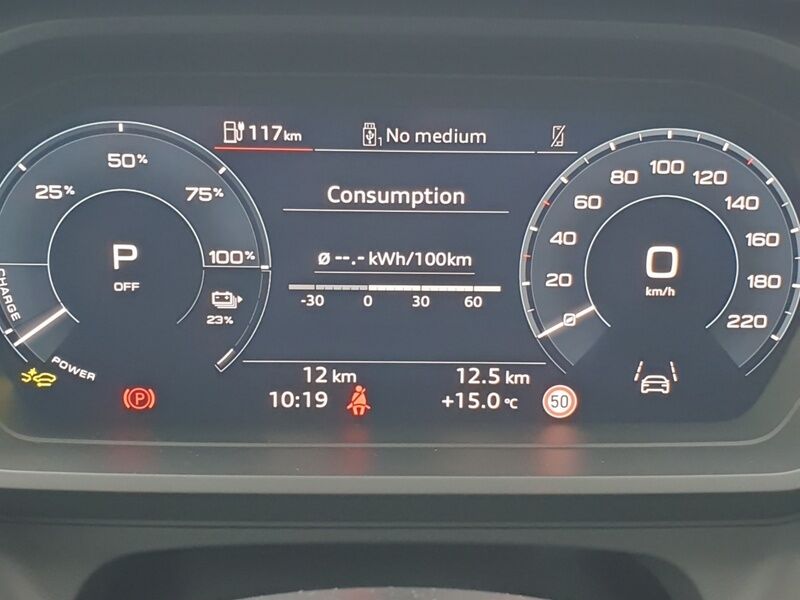 117 km
1 No medium
Consumption
ø --.- kWh/100km
-30 0 30 60
12 km
10:19
12.5 km
+15.0 °C
50
25%
50%
75%
100%
P
OFF
23%
CHARGE
POWER
P
20
40
60
80
100
120
140
160
180
220
0
km/h
0